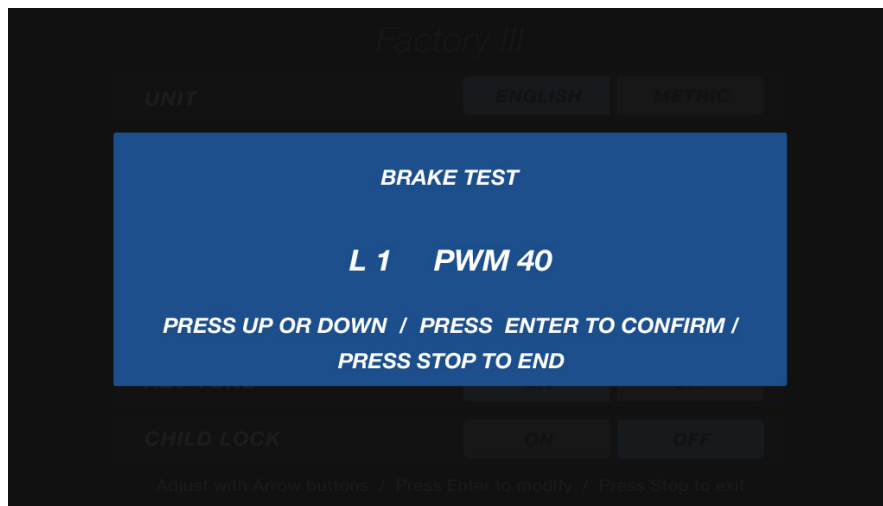 Factory III
UNIT ENGLISH METRIC
BRAKE TEST
L 1 PWM 40
PRESS UP OR DOWN / PRESS ENTER TO CONFIRM /
PRESS STOP TO END
CHILD LOCK ON OFF
Adjust with Arrow buttons / Press Enter to modify / Press Stop to exit